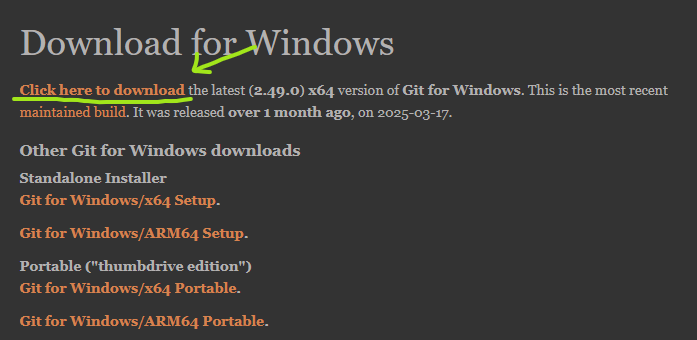 Download for Windows
Click here to download the latest (2.49.0) x64 version of Git for Windows. This is the most recent
maintained build. It was released over 1 month ago, on 2025-03-17.
Other Git for Windows downloads
Standalone Installer
Git for Windows/x64 Setup.
Git for Windows/ARM64 Setup.
Portable ("thumbdrive edition")
Git for Windows/x64 Portable.
Git for Windows/ARM64 Portable.